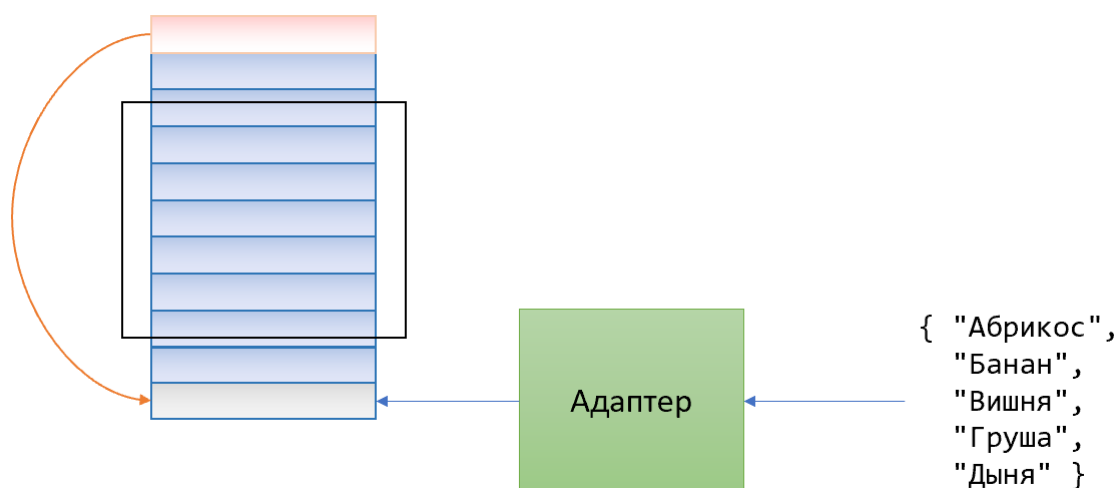 Адаптер
{ "Абрикос",
"Банан",
"Вишня",
"Груша",
"Дыня" }